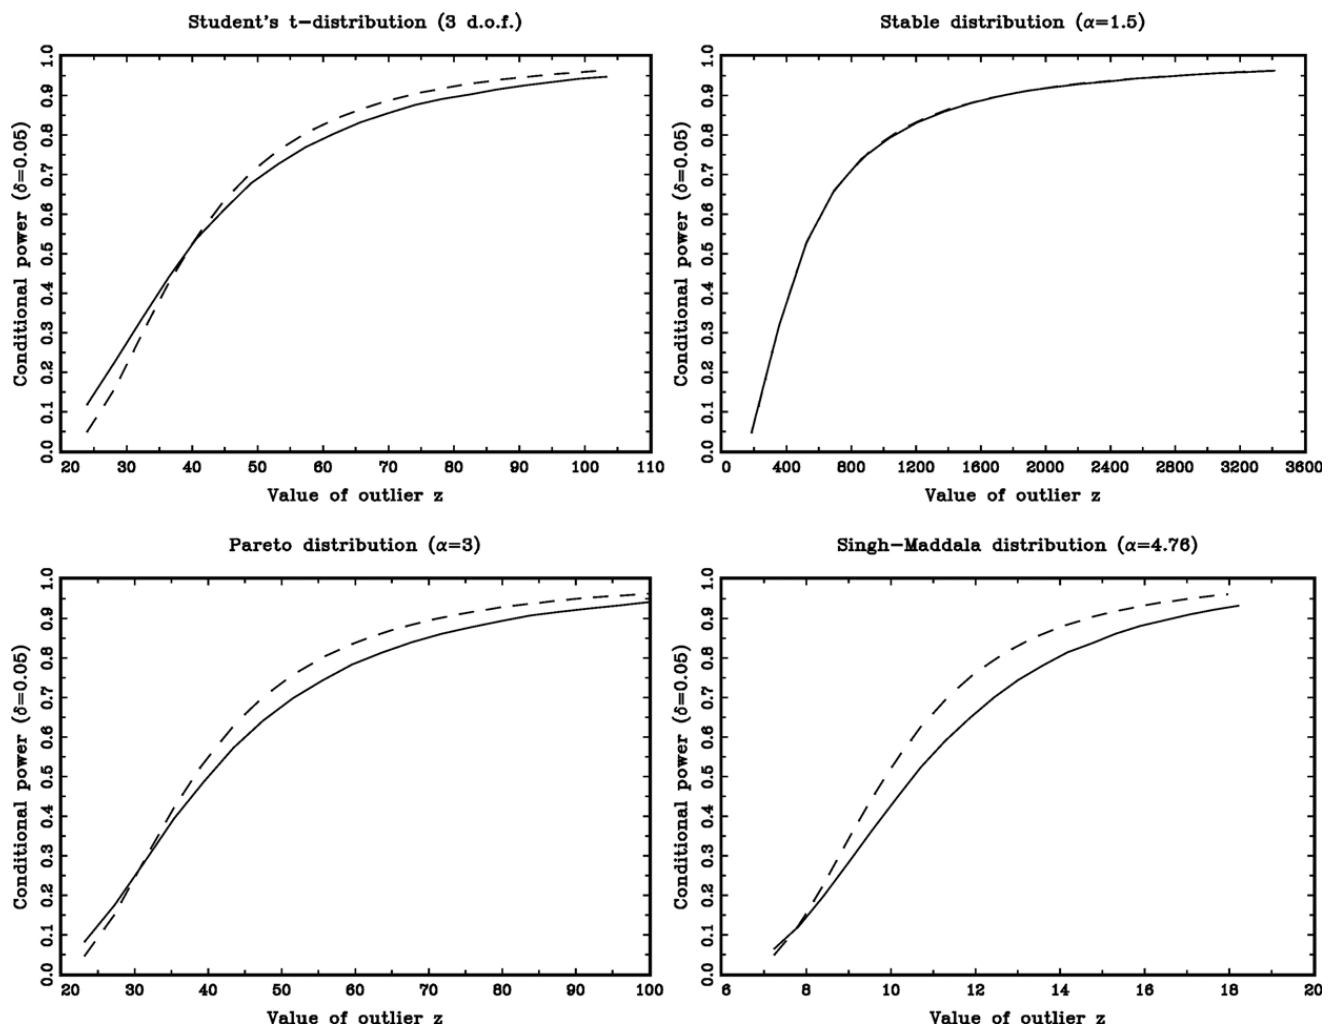 Student's t-distribution (3 d.o.f.)
Conditional power (δ=0.05)
0.0 0.1 0.2 0.3 0.4 0.5 0.6 0.7 0.8 0.9 1.0
20 30 40 50 60 70 80 90 100 110
Value of outlier z
Stable distribution (α=1.5)
Conditional power (δ=0.05)
0.0 0.1 0.2 0.3 0.4 0.5 0.6 0.7 0.8 0.9 1.0
0 400 800 1200 1600 2000 2400 2800 3200 3600
Value of outlier z
Pareto distribution (α=3)
Conditional power (δ=0.05)
0.0 0.1 0.2 0.3 0.4 0.5 0.6 0.7 0.8 0.9 1.0
20 30 40 50 60 70 80 90 100
Value of outlier z
Singh-Maddala distribution (α=4.76)
Conditional power (δ=0.05)
0.0 0.1 0.2 0.3 0.4 0.5 0.6 0.7 0.8 0.9 1.0
6 8 10 12 14 16 18 20
Value of outlier z